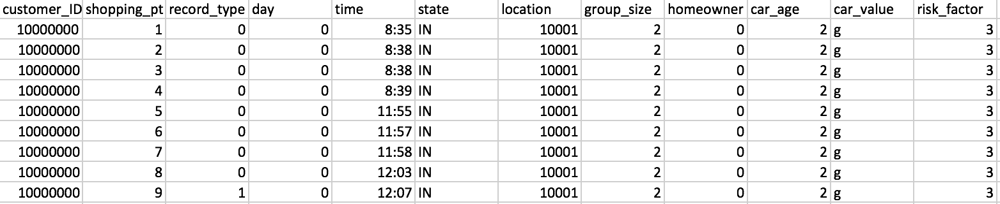 customer_ID shopping_pt record_type day time state location group_size homeowner car_age car_value risk_factor
10000000 1 0 0 8:35 IN 10001 2 0 2 g 3
10000000 2 0 0 8:38 IN 10001 2 0 2 g 3
10000000 3 0 0 8:38 IN 10001 2 0 2 g 3
10000000 4 0 0 8:39 IN 10001 2 0 2 g 3
10000000 5 0 0 11:55 IN 10001 2 0 2 g 3
10000000 6 0 0 11:57 IN 10001 2 0 2 g 3
10000000 7 0 0 11:58 IN 10001 2 0 2 g 3
10000000 8 0 0 12:03 IN 10001 2 0 2 g 3
10000000 9 1 0 12:07 IN 10001 2 0 2 g 3